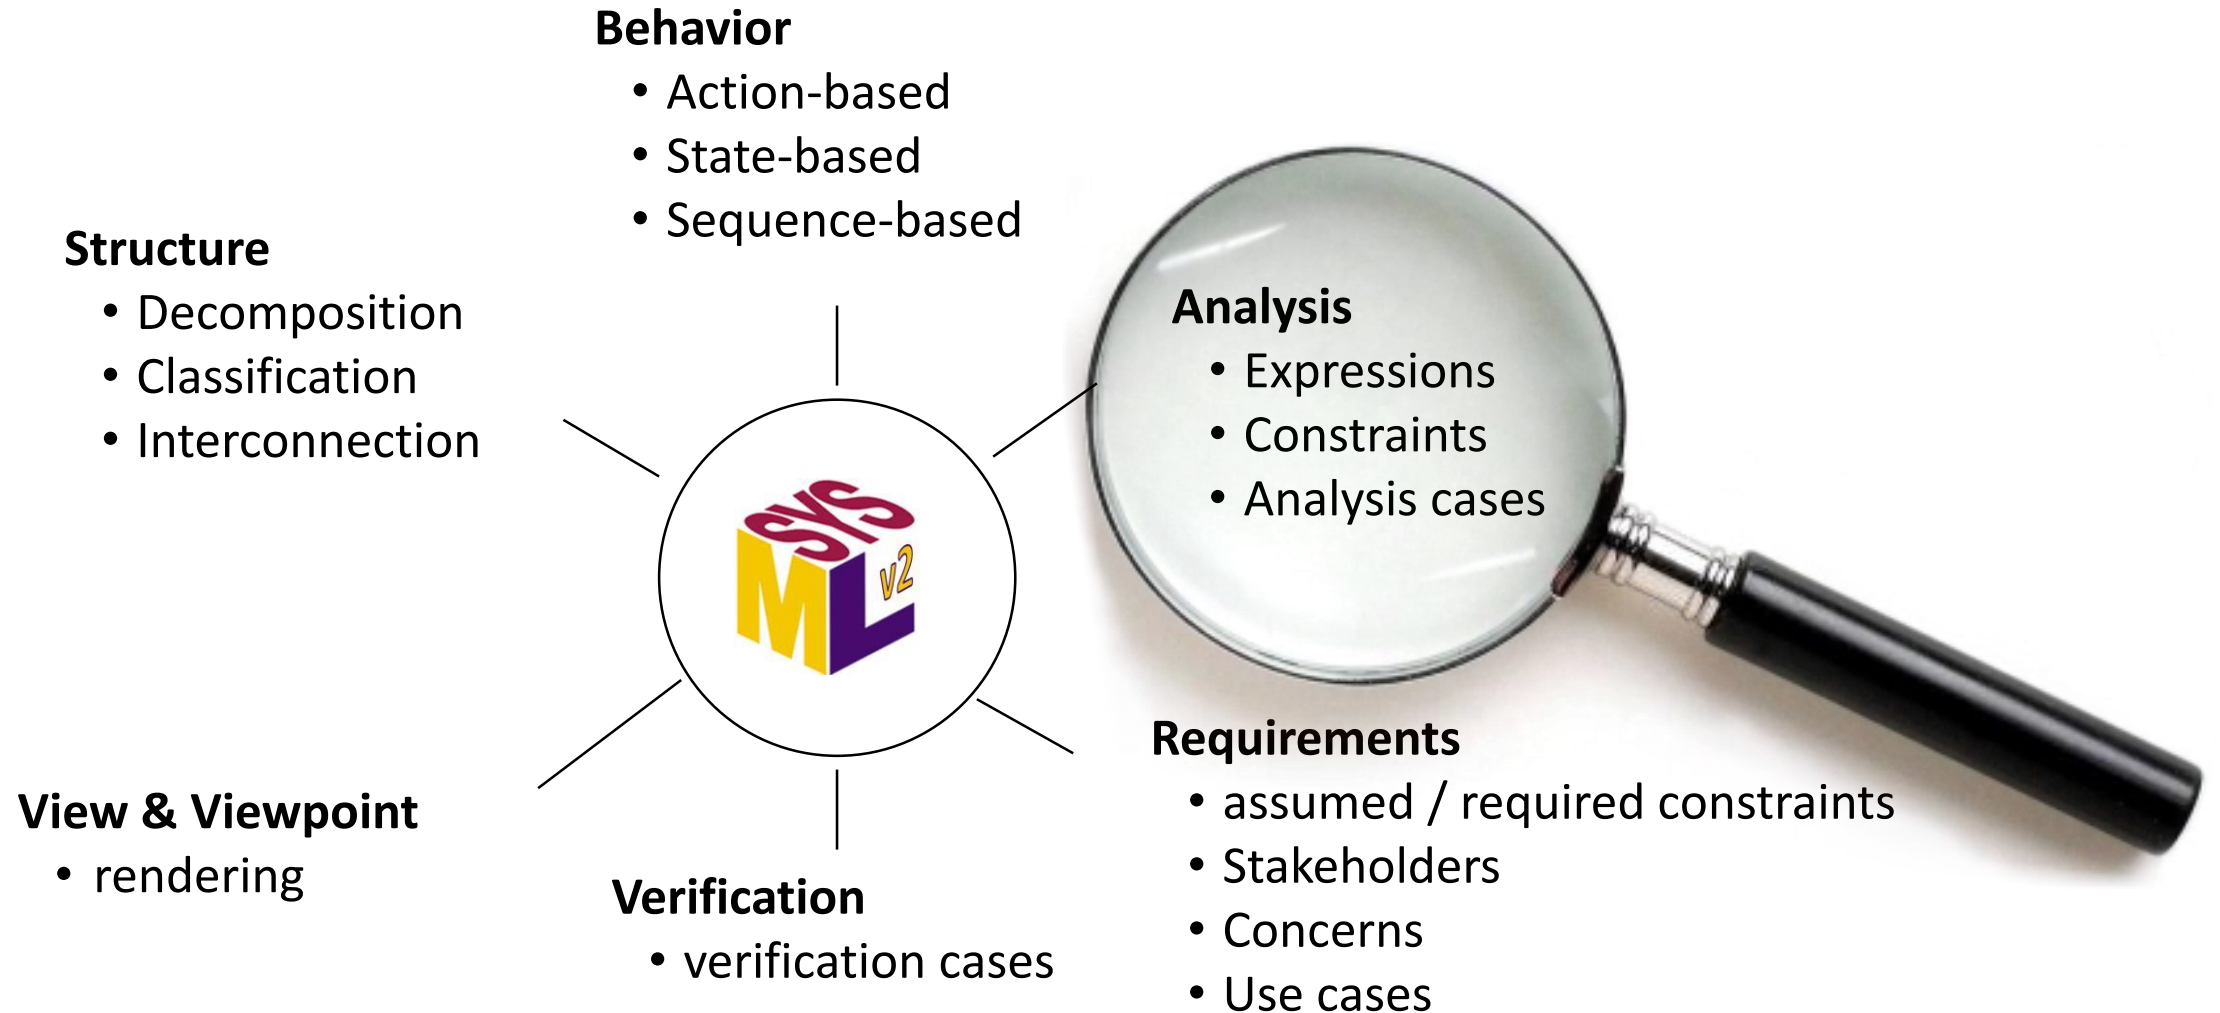 Behavior
• Action-based
• State-based
• Sequence-based
Structure
• Decomposition
• Classification
• Interconnection
Analysis
• Expressions
• Constraints
• Analysis cases
SYS
ML
v2
View & Viewpoint
• rendering
Verification
• verification cases
Requirements
• assumed / required constraints
• Stakeholders
• Concerns
• Use cases